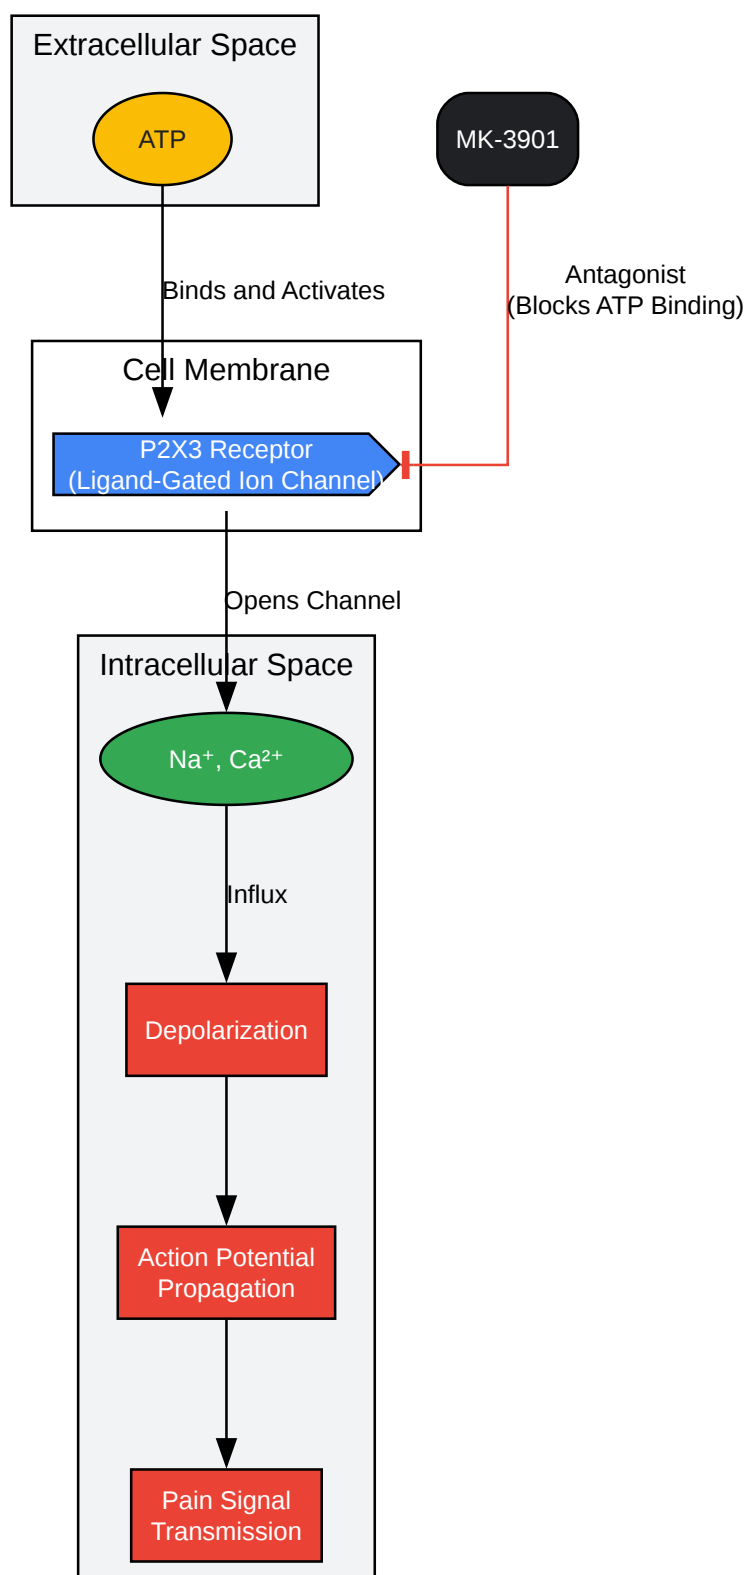 Extracellular Space
ATP
MK-3901
Binds and Activates
Antagonist
(Blocks ATP Binding)
Cell Membrane
P2X3 Receptor
(Ligand-Gated Ion Channel)
Opens Channel
Intracellular Space
Na⁺, Ca²⁺
Influx
Depolarization
Action Potential
Propagation
Pain Signal
Transmission